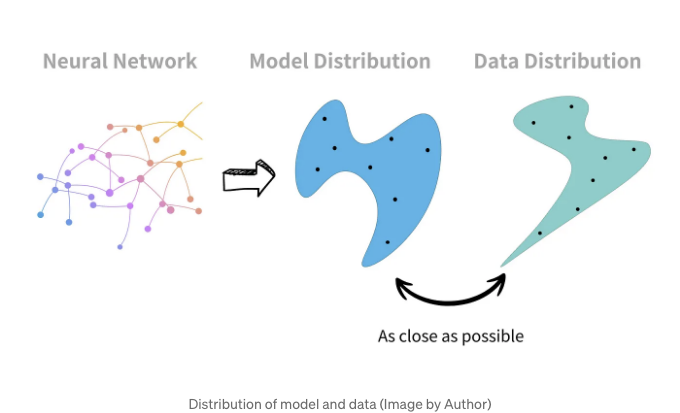 Neural Network Model Distribution Data Distribution
As close as possible
Distribution of model and data (Image by Author)